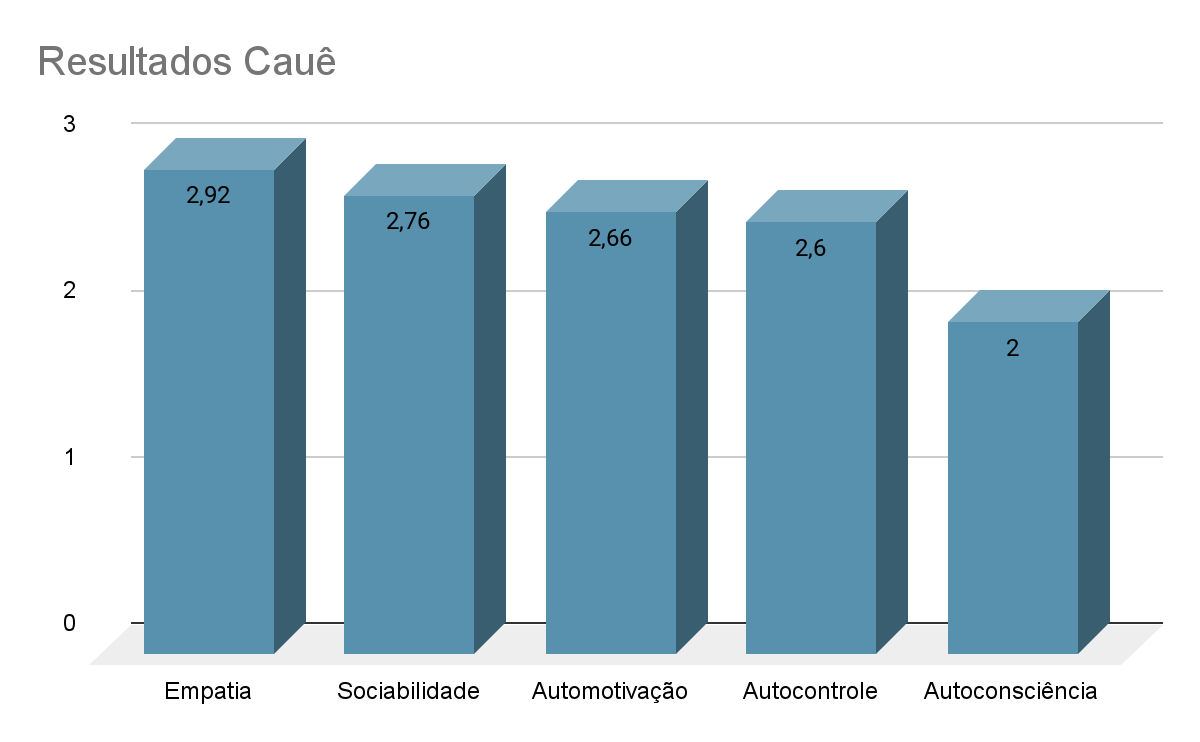 Resultados Cauê
3
2
1
0
2,92
2,76
2,66
2,6
2
Empatia
Sociabilidade
Automotivação
Autocontrole
Autoconsciência